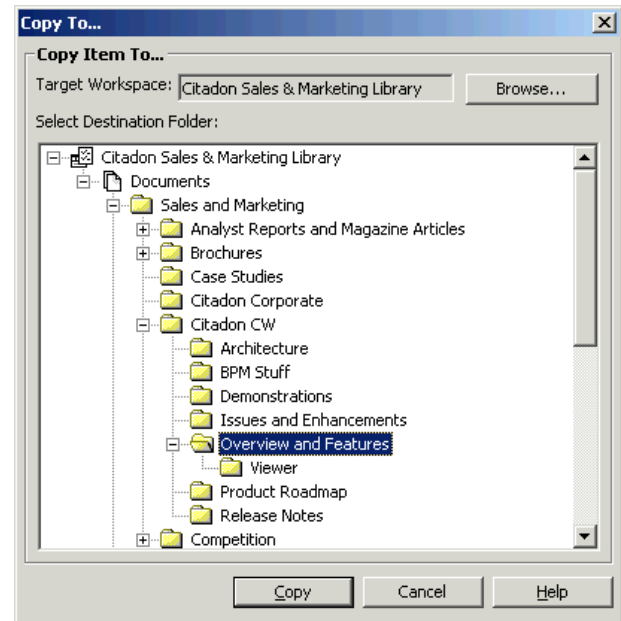 Copy To...
Copy Item To...
Target Workspace: Citadon Sales & Marketing Library Browse...
Select Destination Folder:
Citadon Sales & Marketing Library
Documents
Sales and Marketing
Analyst Reports and Magazine Articles
Brochures
Case Studies
Citadon Corporate
Citadon CW
Architecture
BPM Stuff
Demonstrations
Issues and Enhancements
Overview and Features
Viewer
Product Roadmap
Release Notes
Competition
Copy Cancel Help